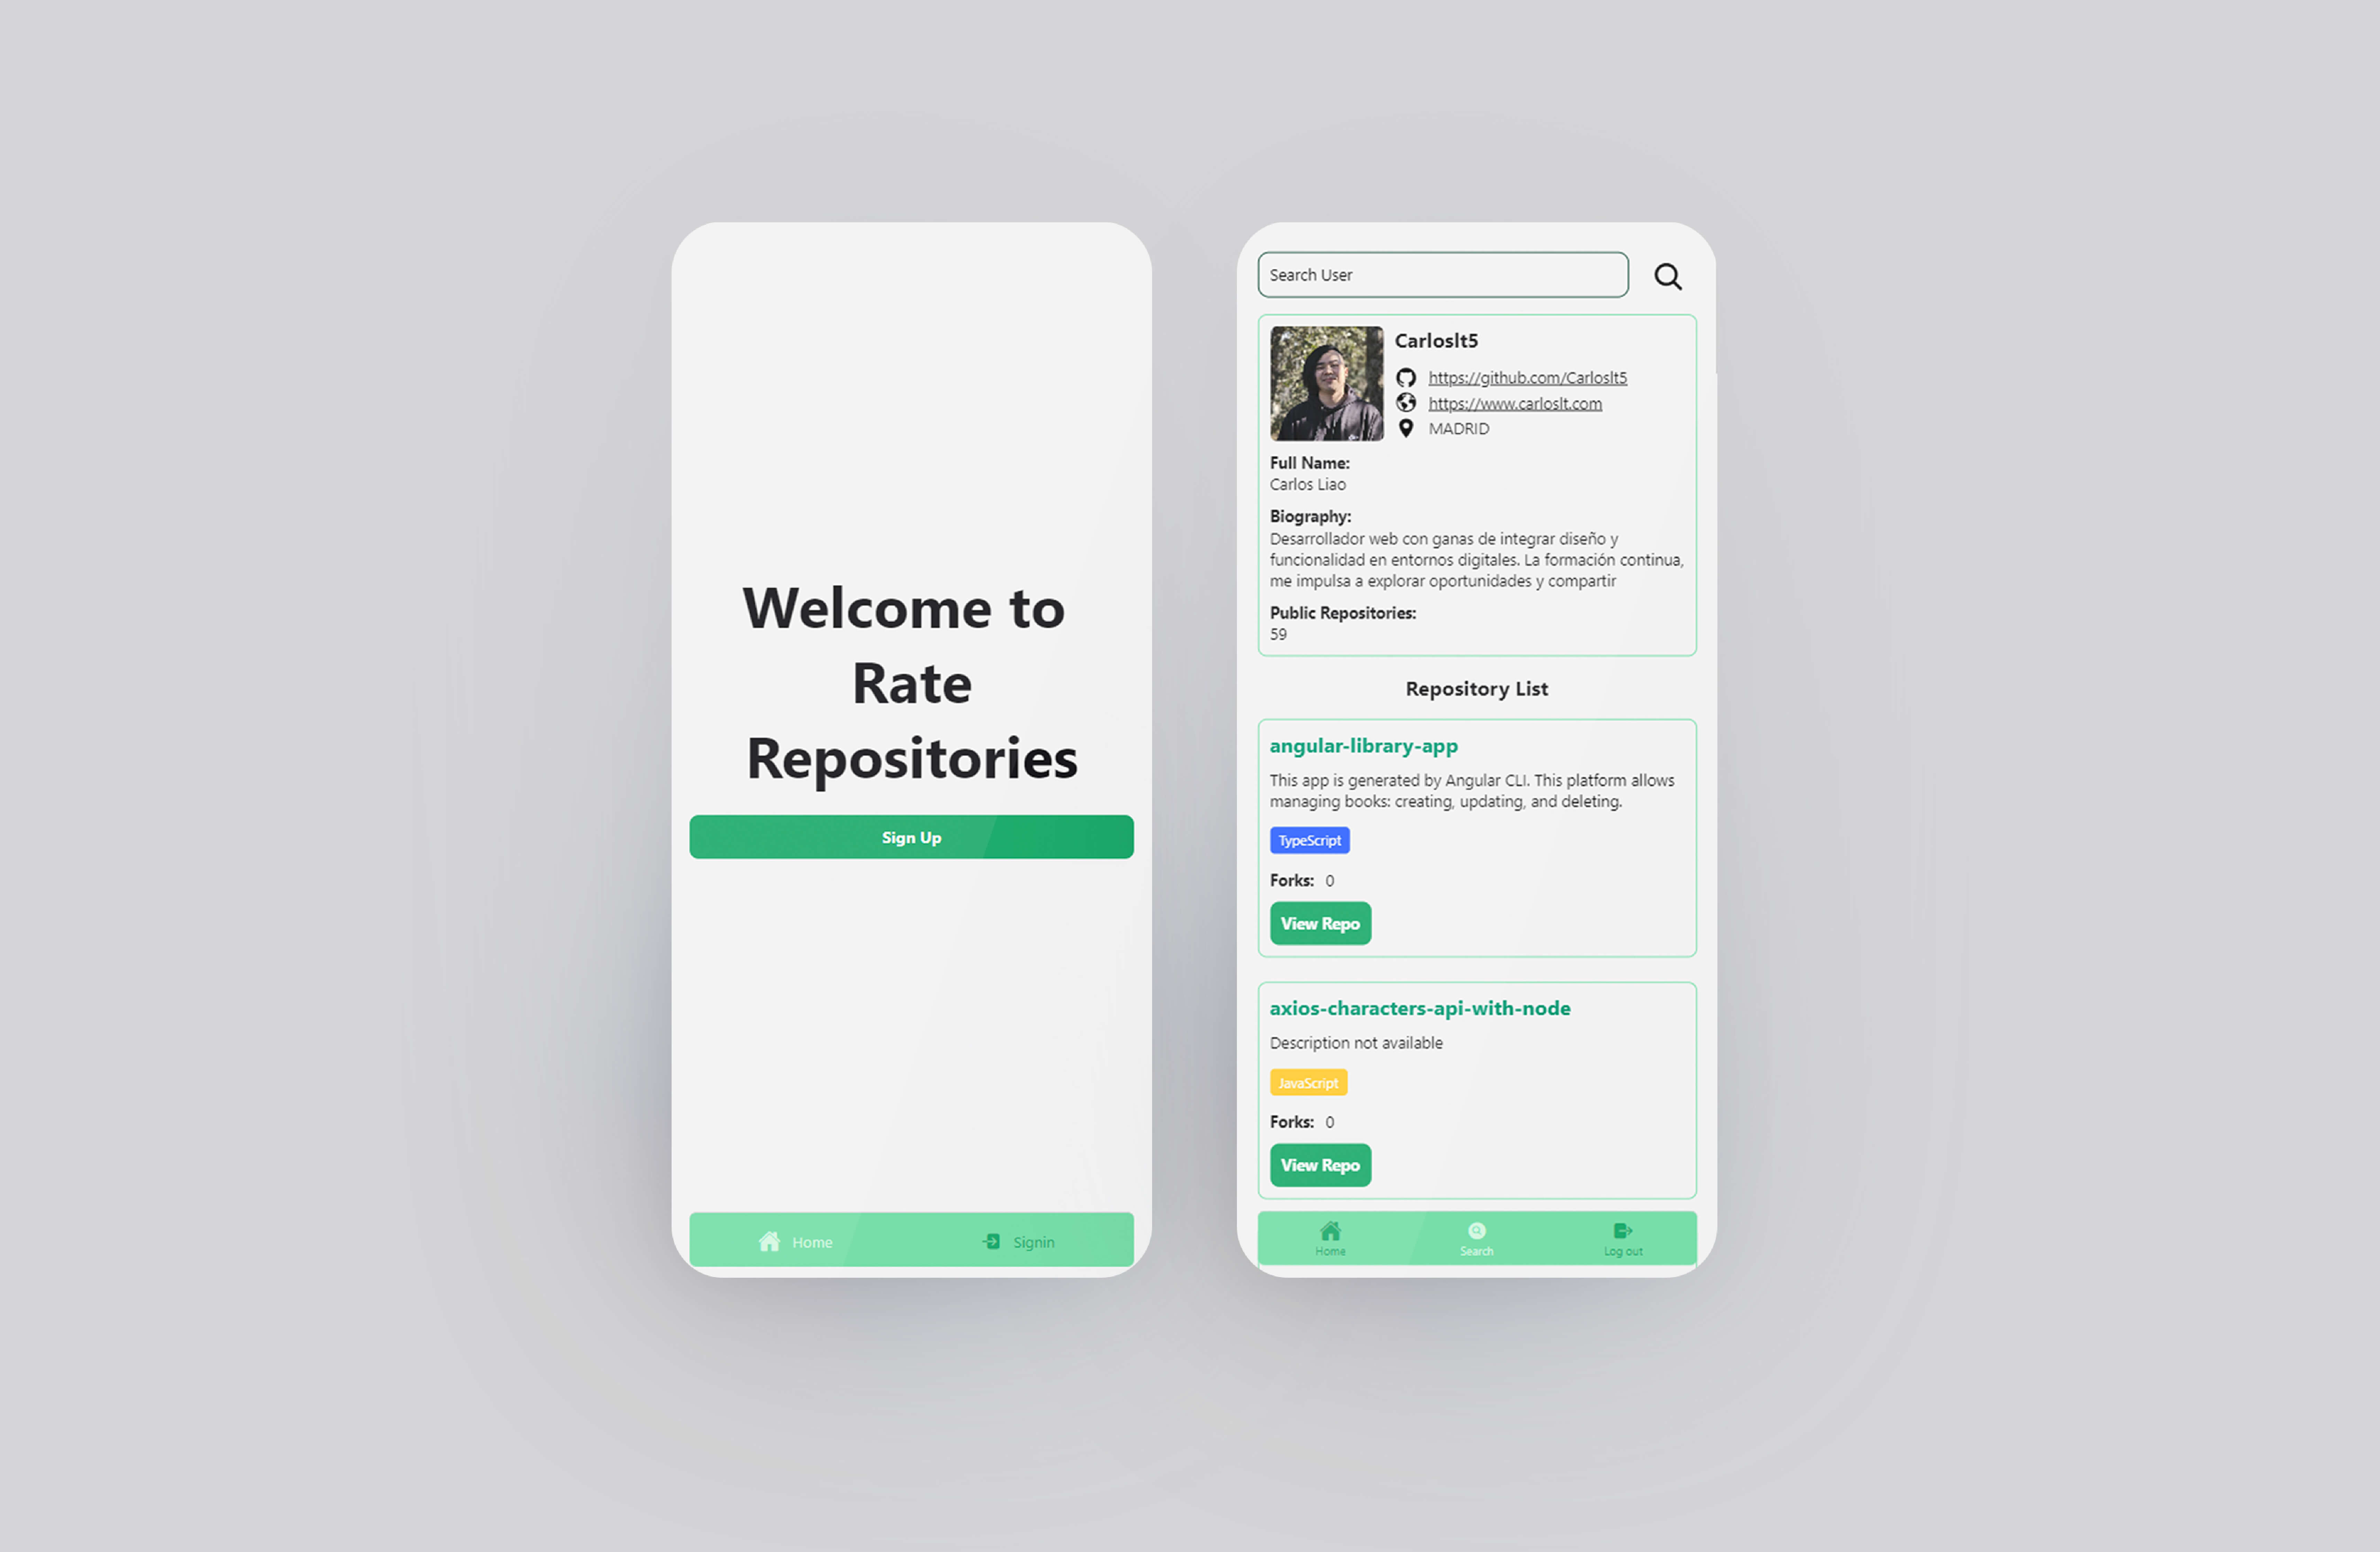 Welcome to
Rate
Repositories
Sign Up
Home
Signin
Search User
Carloslt5
https://github.com/Carloslt5
https://www.carloslt.com
MADRID
Full Name:
Carlos Liao
Biography:
Desarrollador web con ganas de integrar diseño y
funcionalidad en entornos digitales. La formación continua,
me impulsa a explorar oportunidades y compartir
Public Repositories:
59
Repository List
angular-library-app
This app is generated by Angular CLI. This platform allows
managing books: creating, updating, and deleting.
TypeScript
Forks: 0
View Repo
axios-characters-api-with-node
Description not available
JavaScript
Forks: 0
View Repo
Home
Search
Log out